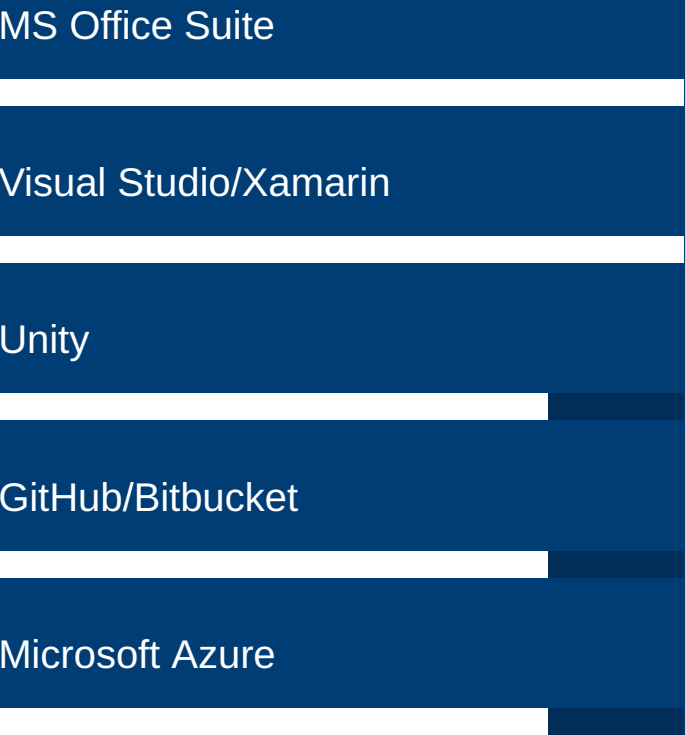 MS Office Suite
Visual Studio/Xamarin
Unity
GitHub/Bitbucket
Microsoft Azure